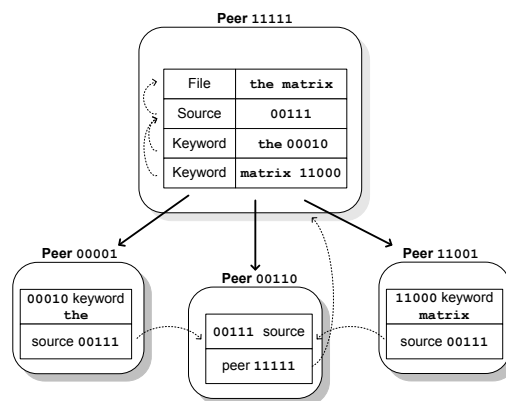 Peer 11111
File the matrix
Source 00111
Keyword the 00010
Keyword matrix 11000
Peer 00001
00010 keyword
the
source 00111
Peer 00110
00111 source
peer 11111
Peer 11001
11000 keyword
matrix
source 00111